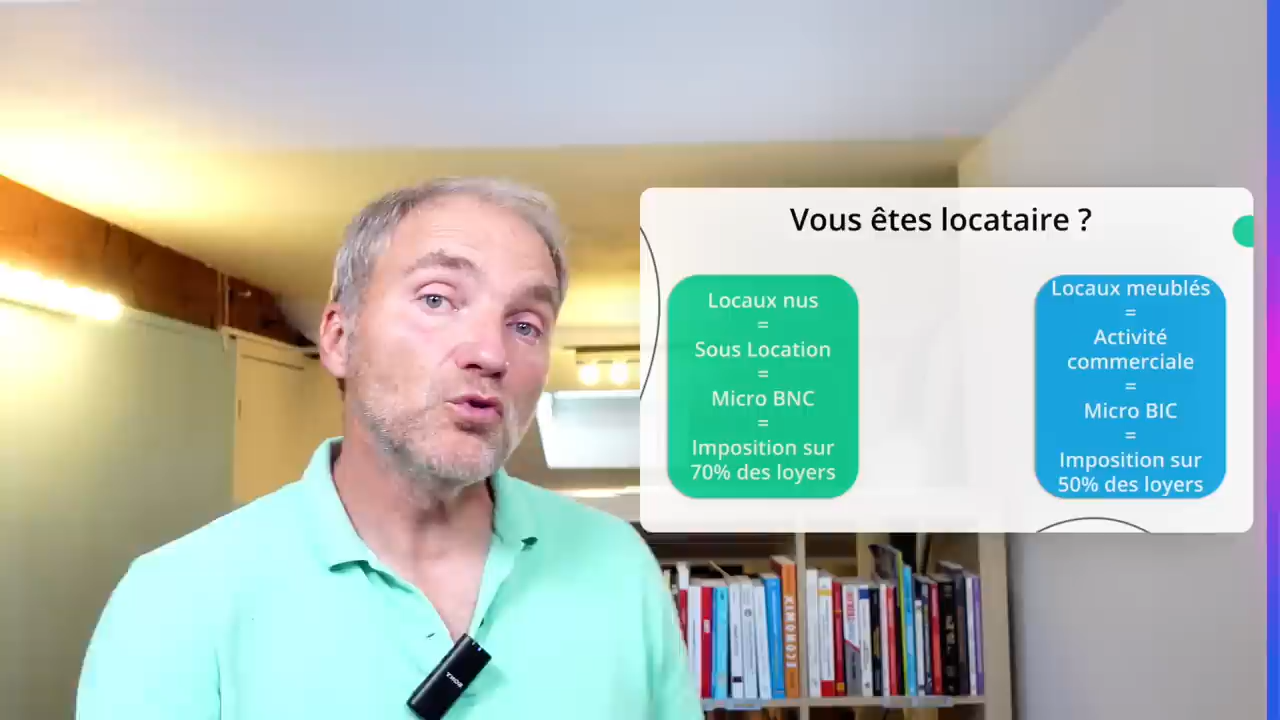 Vous êtes locataire ?
Locaux nus
=
Sous Location
=
Micro BNC
=
Imposition sur
70% des loyers
Locaux meublés
=
Activité
commerciale
=
Micro BIC
=
Imposition sur
50% des loyers
ECONOMIX